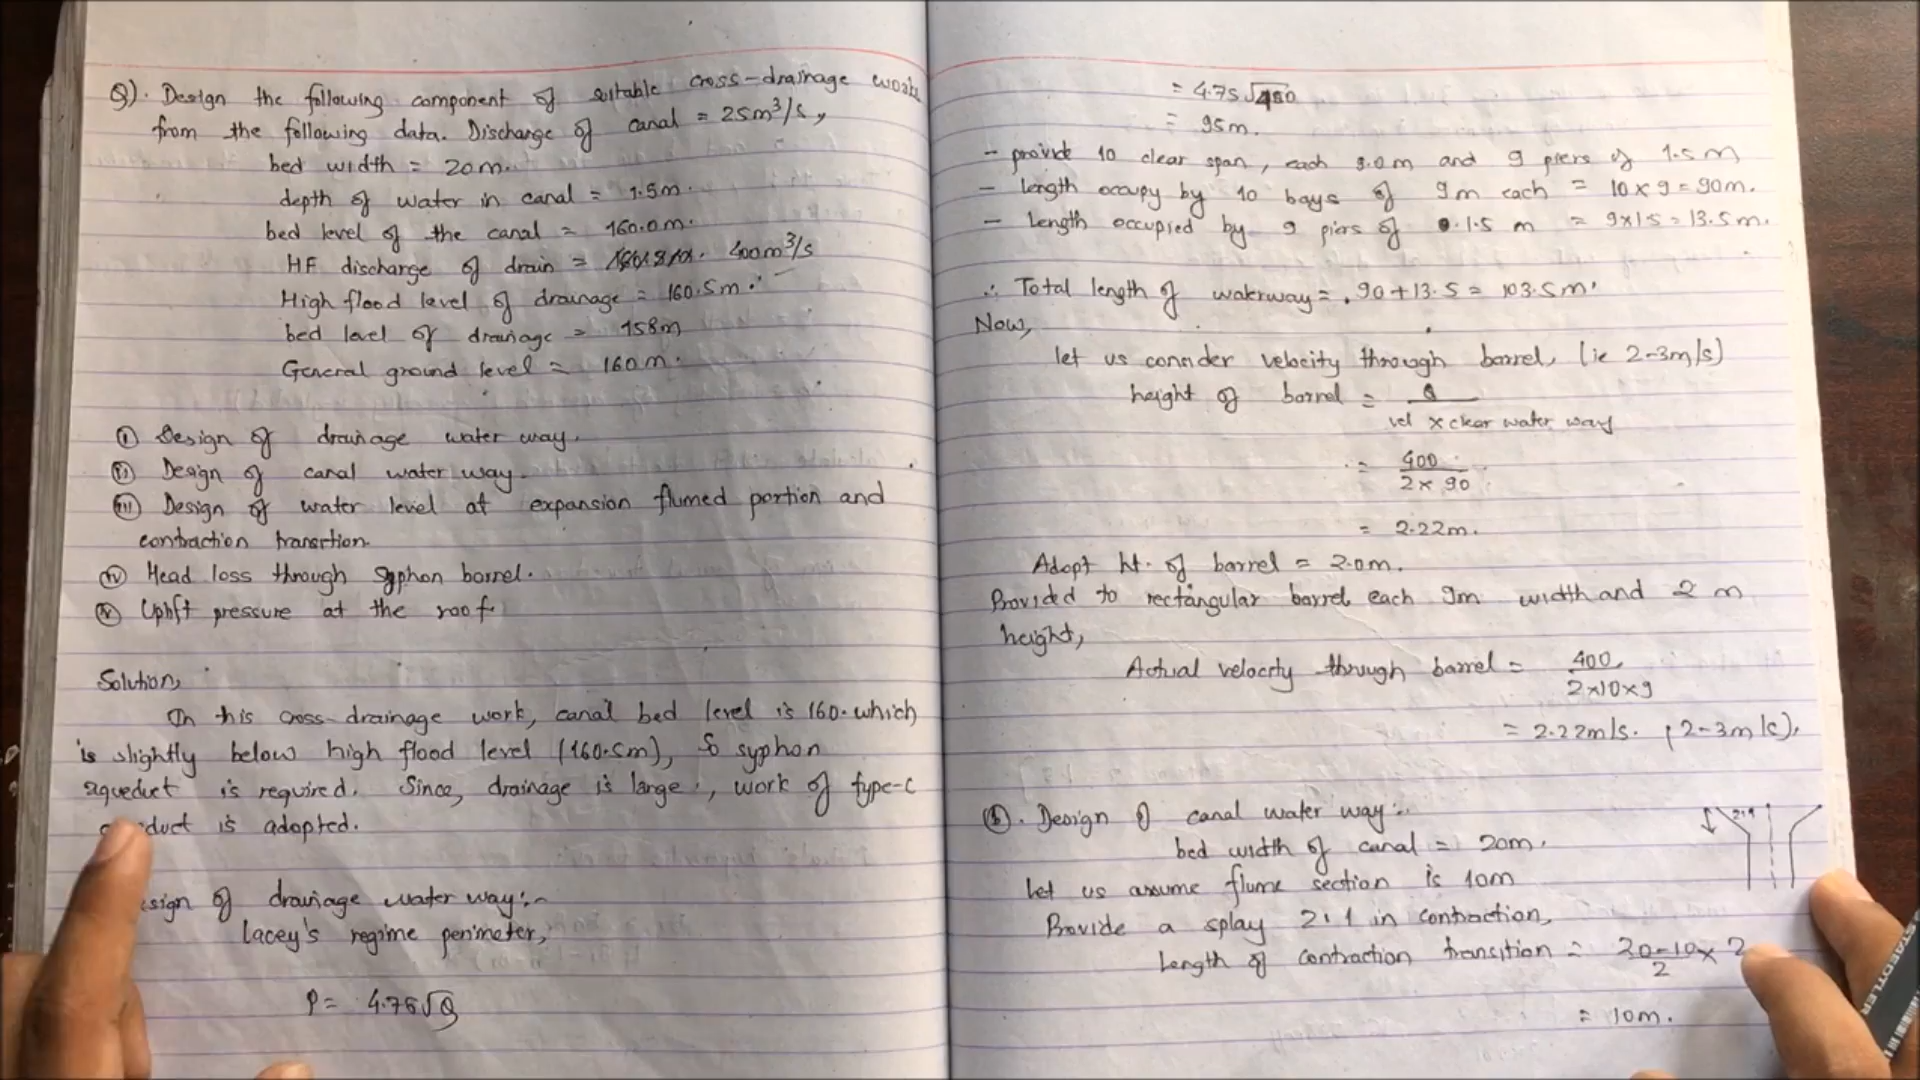 Q). Design the following component of suitable cross-drainage work
from the following data. Discharge of canal = 25m³/s,
bed width = 20m.
depth of water in canal = 1.5m.
bed level of the canal = 160.0m.
HF discharge of drain = 400m³/s
High flood level of drainage = 160.5m.
bed level of drainage = 158m
General ground level = 160m.
(i) Design of drainage water way.
(ii) Design of canal water way.
(iii) Design of water level at expansion flumed portion and
contraction transition.
(iv) Head loss through syphon barrel.
(v) Uplift pressure at the roof
Solution,
In this cross-drainage work, canal bed level is 160. which
is slightly below high flood level (160.5m), so syphon
aqueduct is required. Since, drainage is large, work of type-c
duct is adopted.
sign of drainage water way:-
Lacey's regime perimeter,
P = 4.75√Q
= 4.75√400
= 95m.
- provide 10 clear span, each 9.0m and 9 piers of 1.5m
- length occupy by 10 bays of 9m each = 10 x 9 = 90m.
- length occupied by 9 piers of 1.5 m = 9x1.5 = 13.5m.
∴ Total length of waterway = 90+13.5 = 103.5m.
Now,
let us connder velocity through barrel, (ie 2-3m/s)
height of barrel = Q
vel x clear water way
= 400
2 x 90
= 2.22m.
Adopt ht. of barrel = 2.0m.
Provided 10 rectangular barrel each 9m width and 2 m
height,
Actual velocity through barrel = 400
2x10x9
= 2.22m/s. (2-3m/s).
(b). Design of canal water way:-
2:1
bed width of canal = 20m.
let us assume flume section is 10m
Provide a splay 2:1 in contraction,
Length of contraction transition = 20-10 x 2
2
= 10m.
STAEDTLER